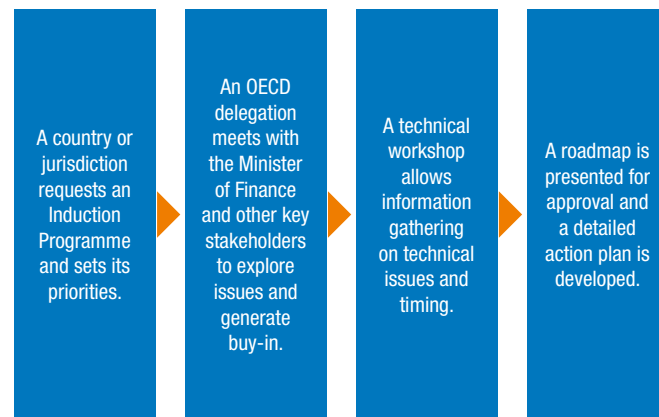 A country or
jurisdiction
requests an
Induction
Programme
and sets its
priorities.
An OECD
delegation
meets with
the Minister
of Finance
and other key
stakeholders
to explore
issues and
generate
buy-in.
A technical
workshop
allows
information
gathering
on technical
issues and
timing.
A roadmap is
presented for
approval and
a detailed
action plan is
developed.